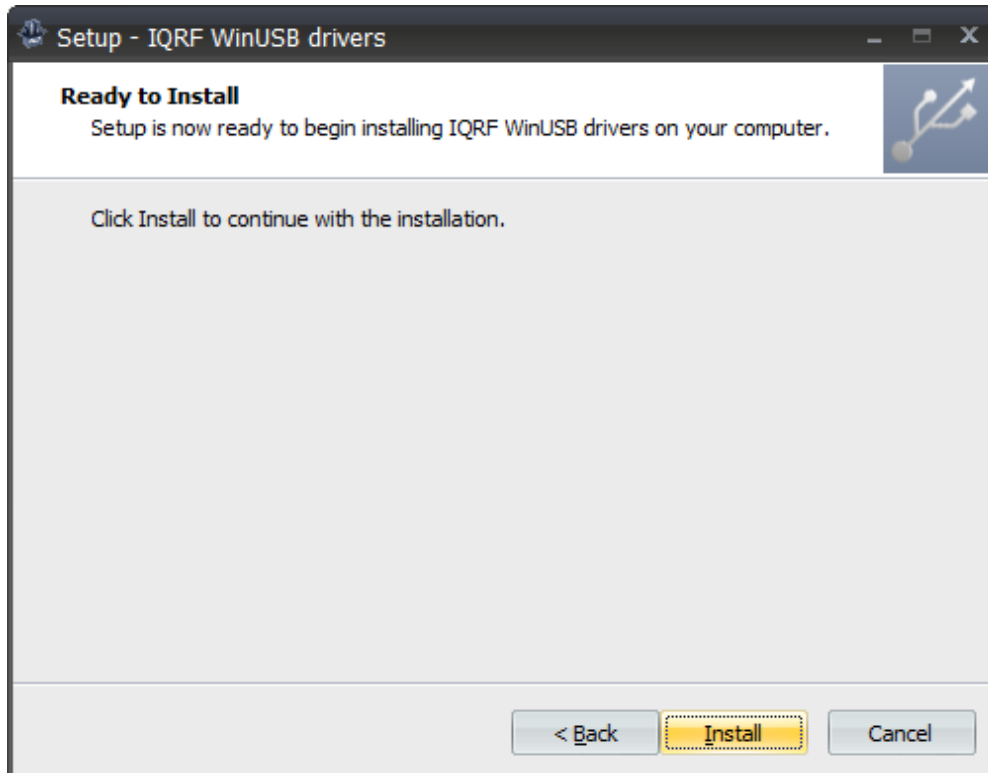 Setup - IQRF WinUSB drivers
Ready to Install
Setup is now ready to begin installing IQRF WinUSB drivers on your computer.
Click Install to continue with the installation.
< Back Install Cancel